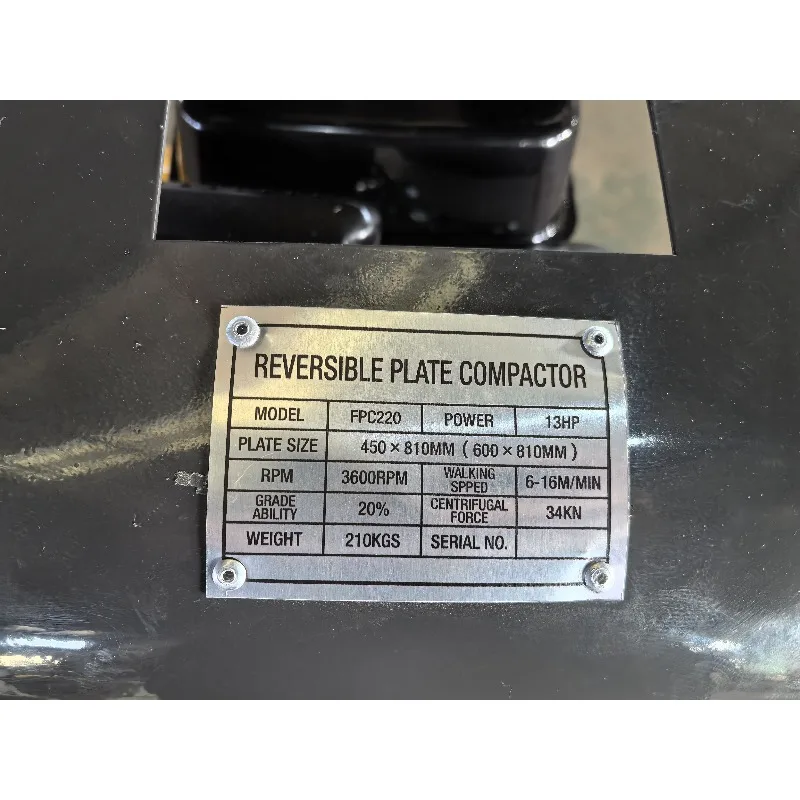 REVERSIBLE PLATE COMPACTOR
MODEL FPC220 POWER 13HP
PLATE SIZE 450×810MM (600×810MM)
RPM 3600RPM WALKING SPPED 6-16M/MIN
GRADE ABILITY 20% CENTRIFUGAL FORCE 34KN
WEIGHT 210KGS SERIAL NO.